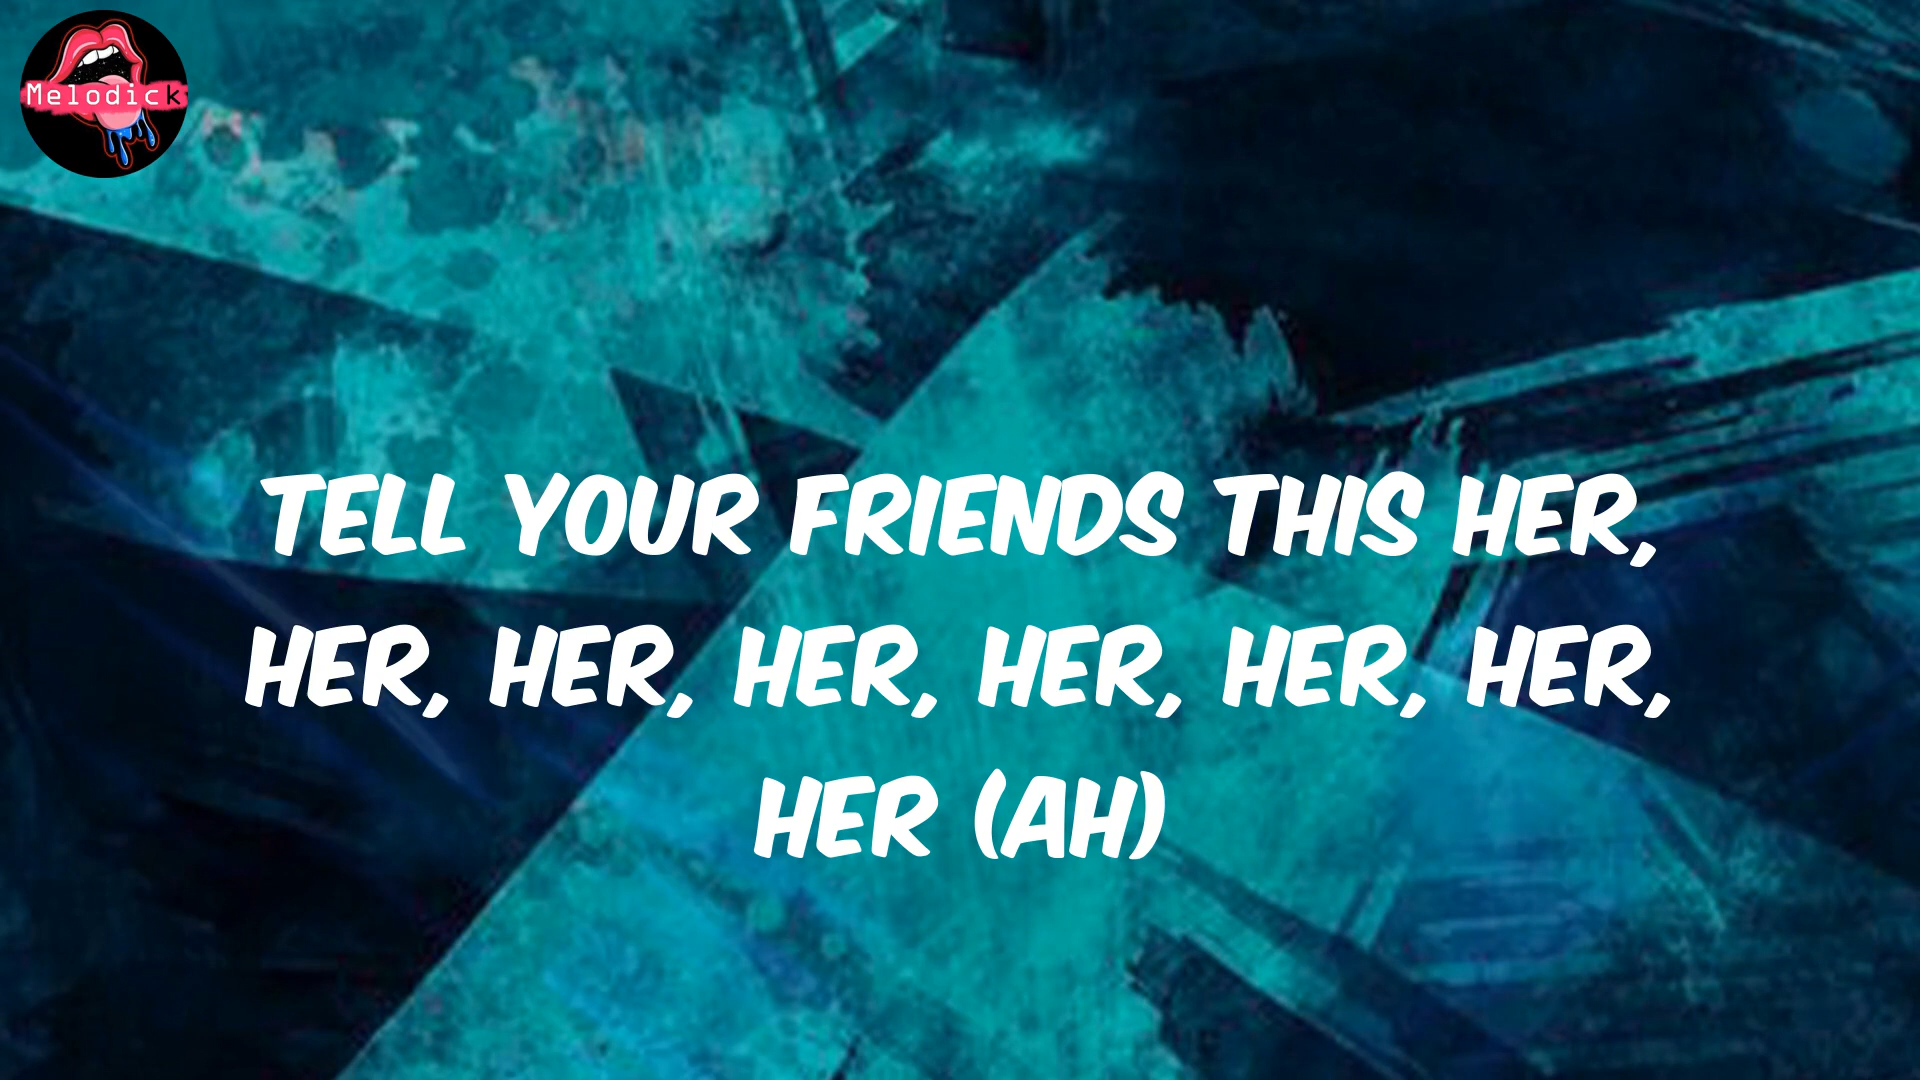 Melodick
TELL YOUR FRIENDS THIS HER,
HER, HER, HER, HER, HER, HER,
HER (AH)